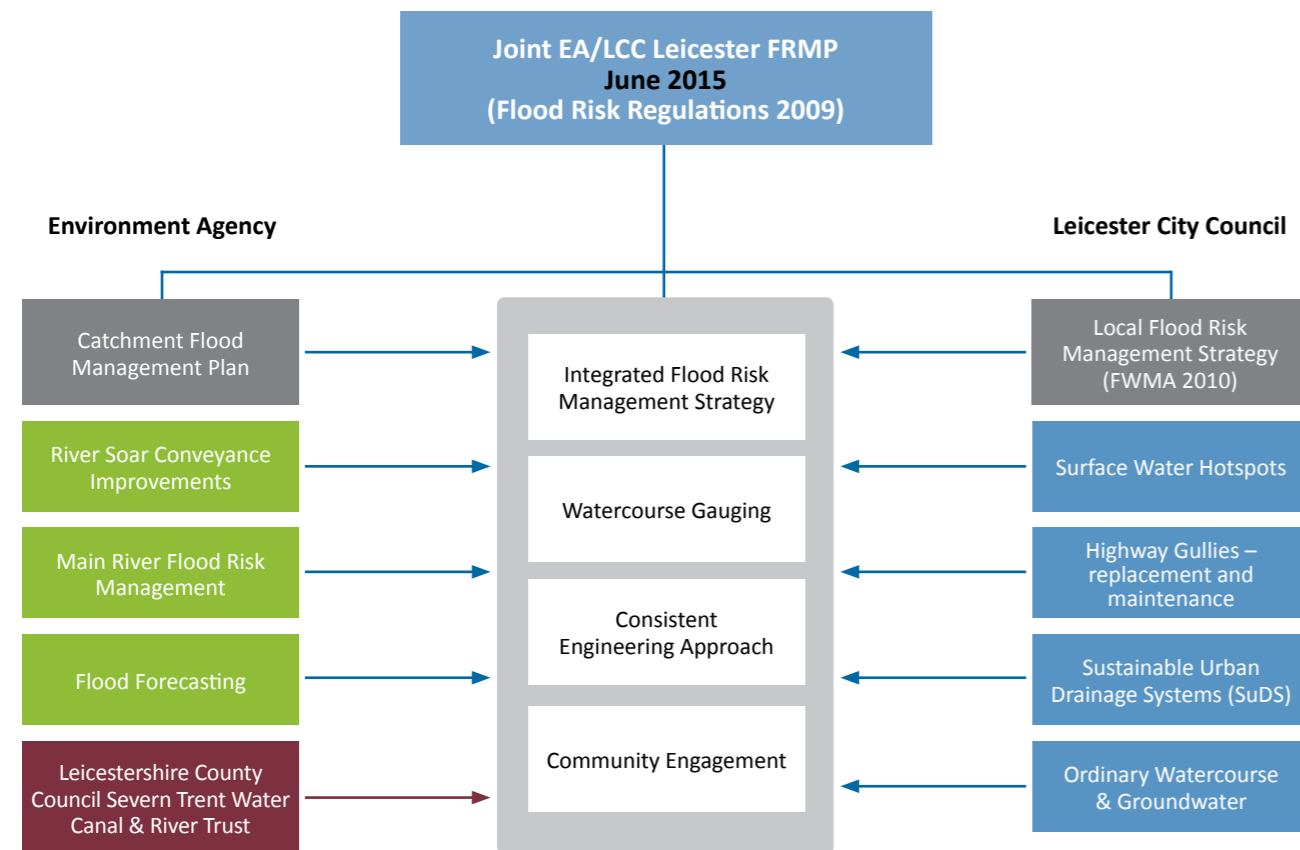 Joint EA/LCC Leicester FRMP
June 2015
(Flood Risk Regulations 2009)
Environment Agency
Leicester City Council
Catchment Flood
Management Plan
River Soar Conveyance
Improvements
Main River Flood Risk
Management
Flood Forecasting
Leicestershire County
Council Severn Trent Water
Canal & River Trust
Integrated Flood Risk
Management Strategy
Watercourse Gauging
Consistent
Engineering Approach
Community Engagement
Local Flood Risk
Management Strategy
(FWMA 2010)
Surface Water Hotspots
Highway Gullies –
replacement and
maintenance
Sustainable Urban
Drainage Systems (SuDS)
Ordinary Watercourse
& Groundwater